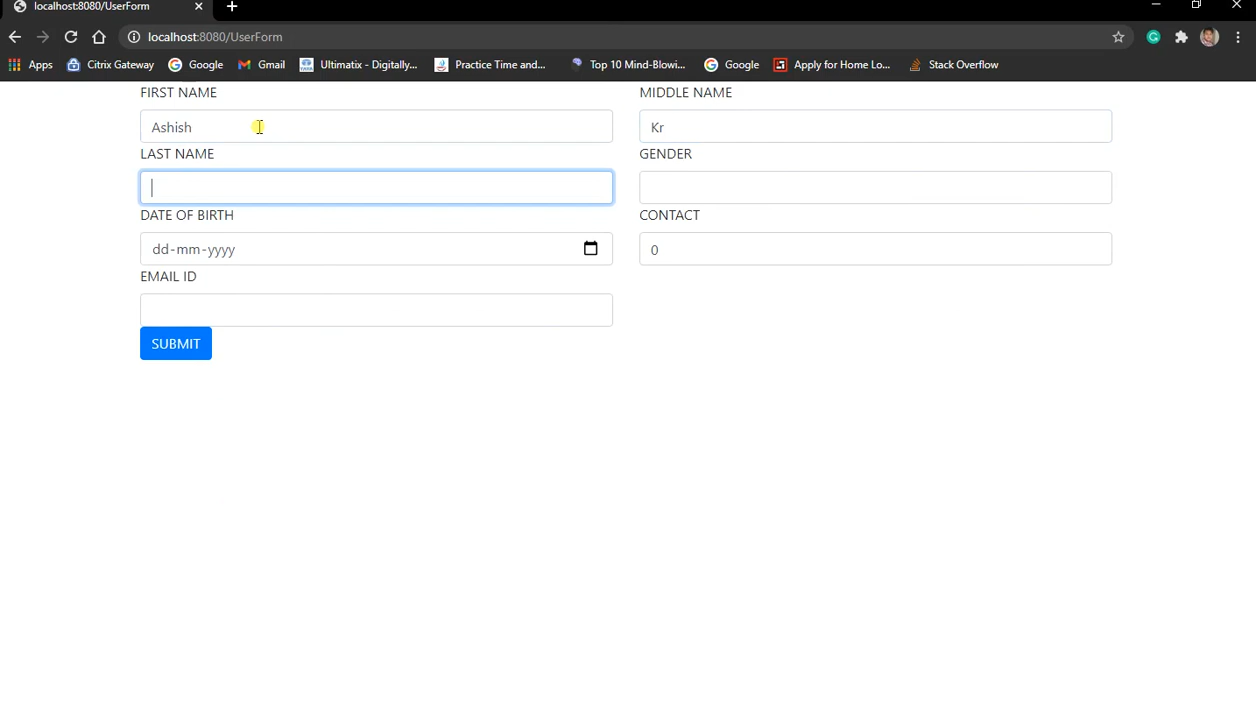 localhost:8080/UserForm
localhost:8080/UserForm
Apps Citrix Gateway Google Gmail Ultimatix - Digitally... Practice Time and... Top 10 Mind-Blowi... Google Apply for Home Lo... Stack Overflow
FIRST NAME MIDDLE NAME
Ashish Kr
LAST NAME GENDER
DATE OF BIRTH CONTACT
dd-mm-yyyy 0
EMAIL ID
SUBMIT